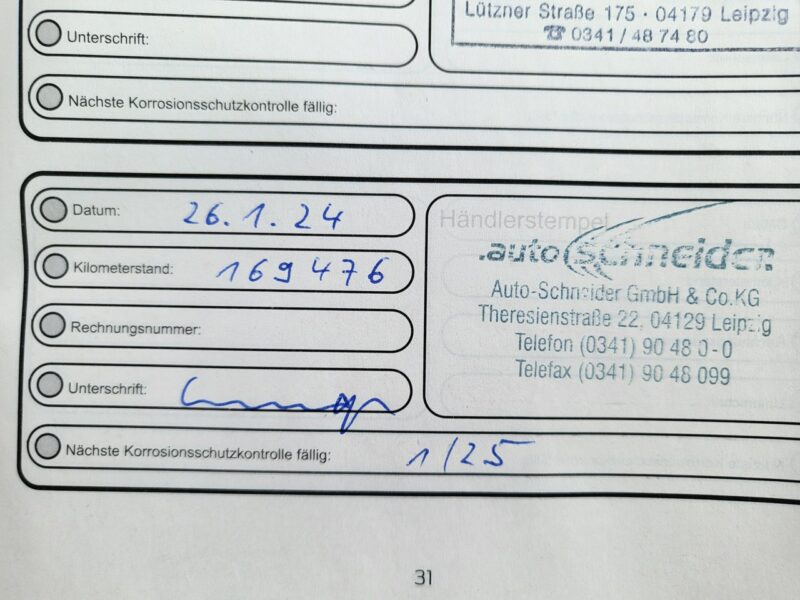 Lützner Straße 175 · 04179 Leipzig
☎ 0341 / 48 74 80
Unterschrift:
Nächste Korrosionsschutzkontrolle fällig:
Datum: 26.1.24
Händlerstempel
.auto schneider.
Kilometerstand: 169476
Auto-Schneider GmbH & Co.KG
Theresienstraße 22, 04129 Leipzig
Rechnungsnummer:
Telefon (0341) 90 48 0-0
Telefax (0341) 90 48 099
Unterschrift:
Nächste Korrosionsschutzkontrolle fällig: 1/25
31